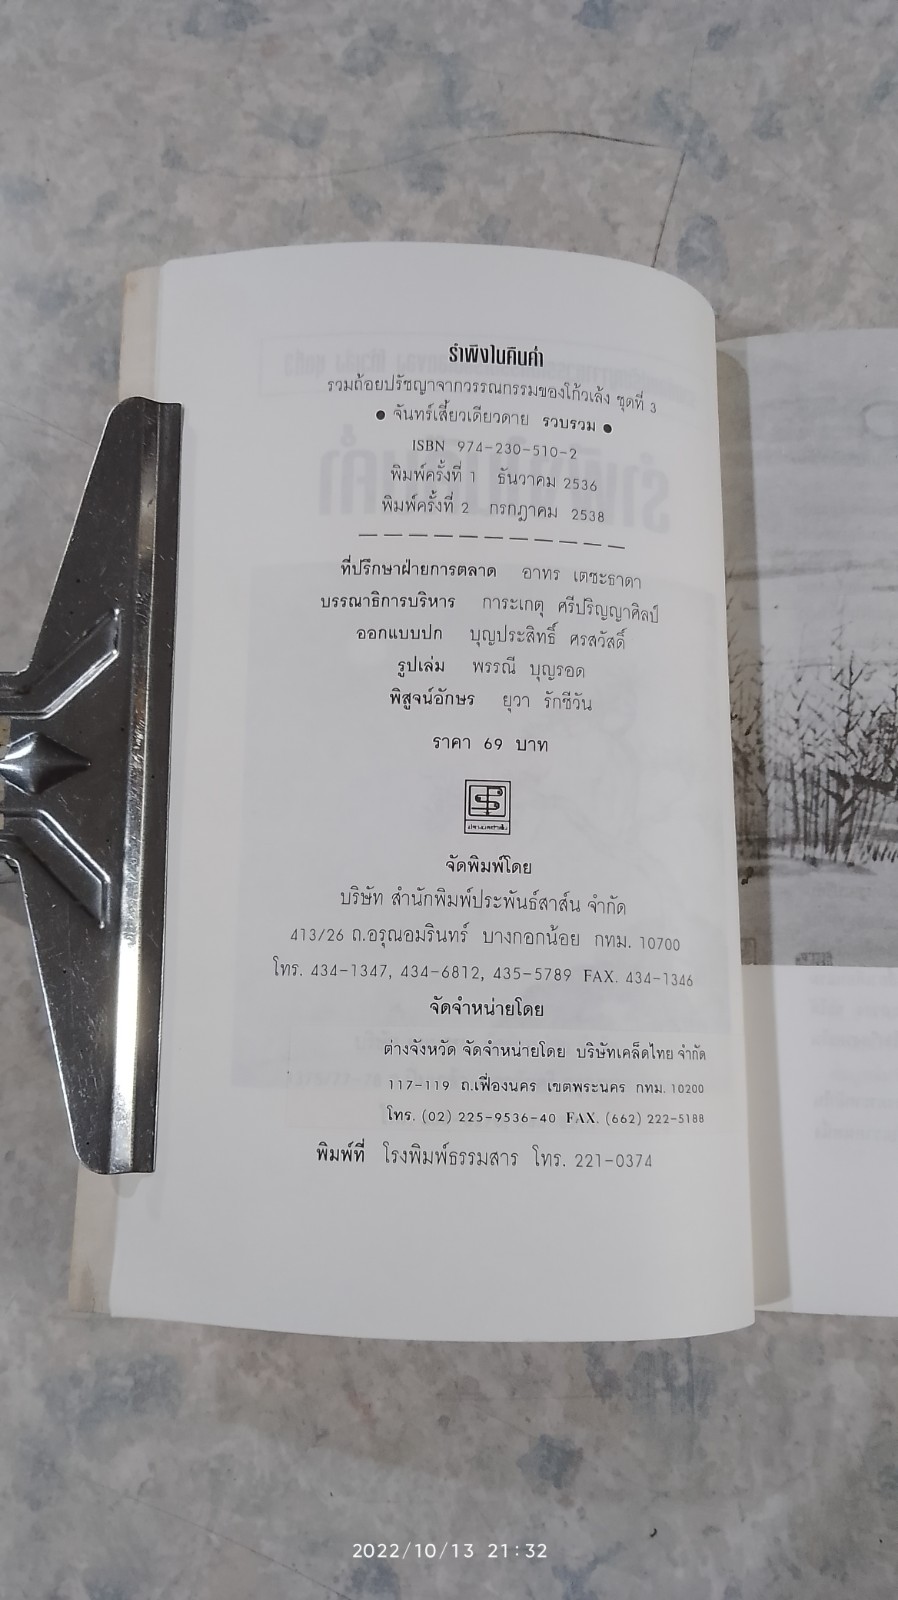 รำพึงในคืนค่ำ
รวมถ้อยปรัชญาจากวรรณกรรมของโก้วเล้ง ชุดที่ 3
● จันทร์เสี้ยวเดียวดาย รวบรวม ●
ISBN 974-230-510-2
พิมพ์ครั้งที่ 1 ธันวาคม 2536
พิมพ์ครั้งที่ 2 กรกฎาคม 2538
ที่ปรึกษาฝ่ายการตลาด อาทร เตชะธาดา
บรรณาธิการบริหาร การะเกตุ ศรีปริญญาศิลป์
ออกแบบปก บุญประสิทธิ์ ศรสวัสดิ์
รูปเล่ม พรรณี บุญรอด
พิสูจน์อักษร ยุวา รักชีวัน
ราคา 69 บาท
จัดพิมพ์โดย
บริษัท สำนักพิมพ์ประพันธ์สาส์น จำกัด
413/26 ถ.อรุณอมรินทร์ บางกอกน้อย กทม. 10700
โทร. 434-1347, 434-6812, 435-5789 FAX. 434-1346
จัดจำหน่ายโดย
ต่างจังหวัด จัดจำหน่ายโดย บริษัทเคล็ดไทย จำกัด
117-119 ถ.เฟื่องนคร เขตพระนคร กทม. 10200
โทร. (02) 225-9536-40 FAX. (662) 222-5188
พิมพ์ที่ โรงพิมพ์ธรรมสาร โทร. 221-0374
2022/10/13 21:32